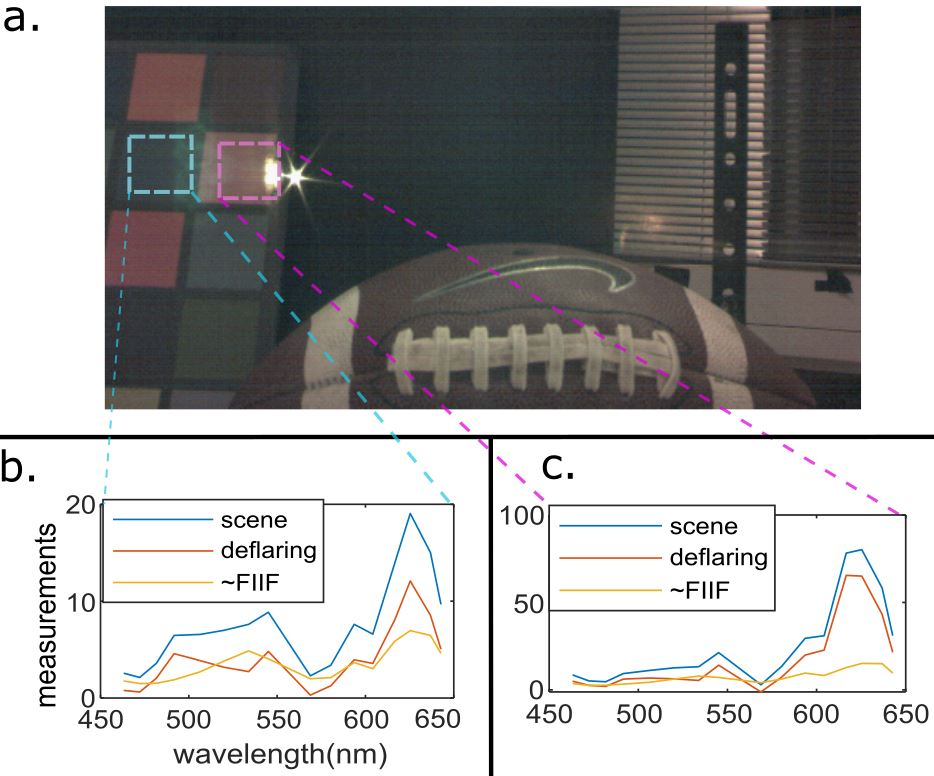 a.
b.
20
10
0
measurements
scene
deflaring
~FIIF
450
500
550
600
650
wavelength(nm)
c.
100
50
0
scene
deflaring
~FIIF
450
500
550
600
650